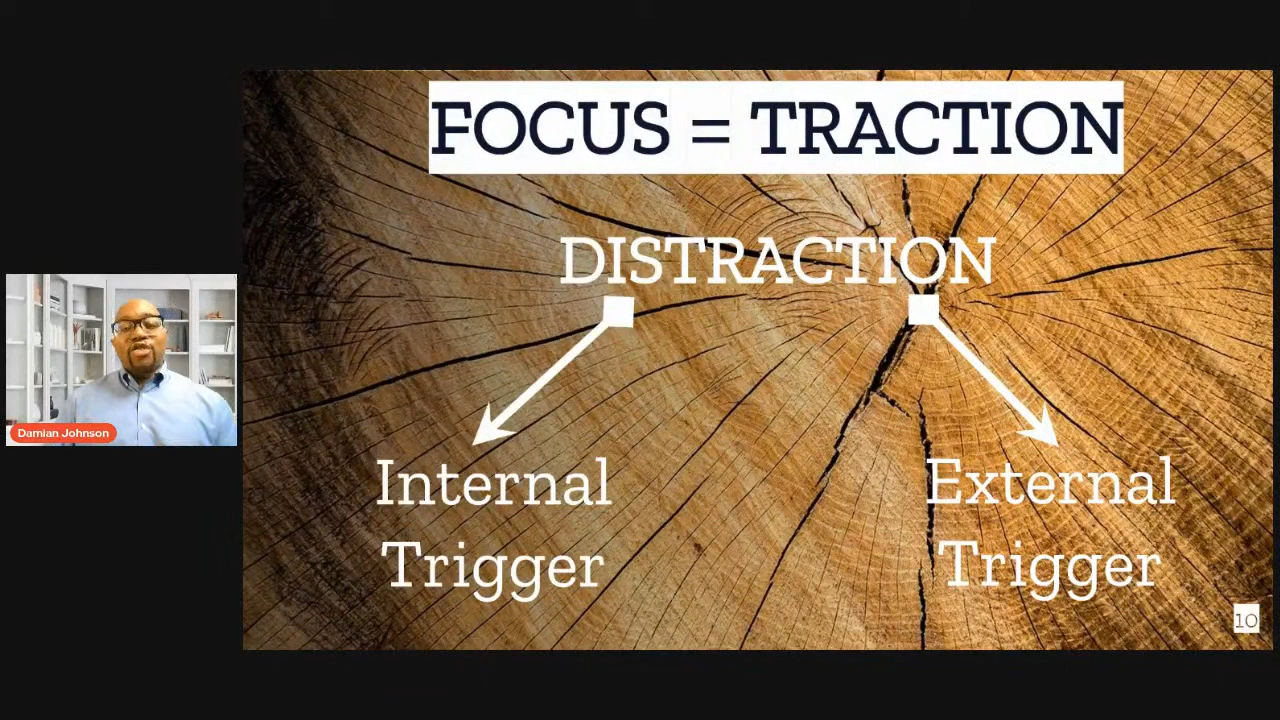 FOCUS = TRACTION
DISTRACTION
Internal
Trigger
External
Trigger
10
Damian Johnson